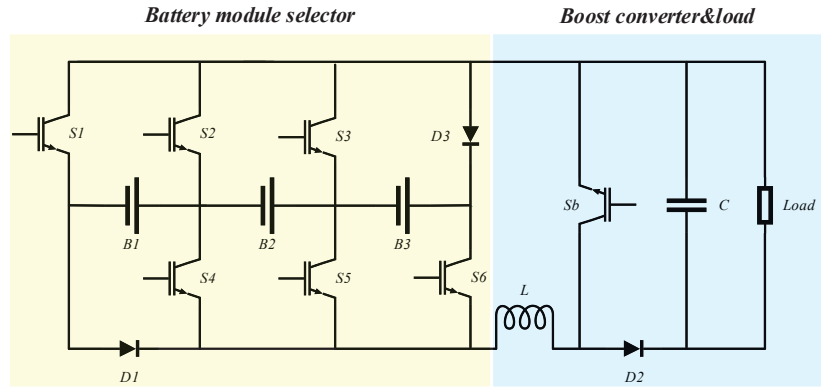 Battery module selector
Boost converter&load
S1
S2
S3
D3
Sb
C
Load
B1
B2
B3
S4
S5
S6
L
D1
D2